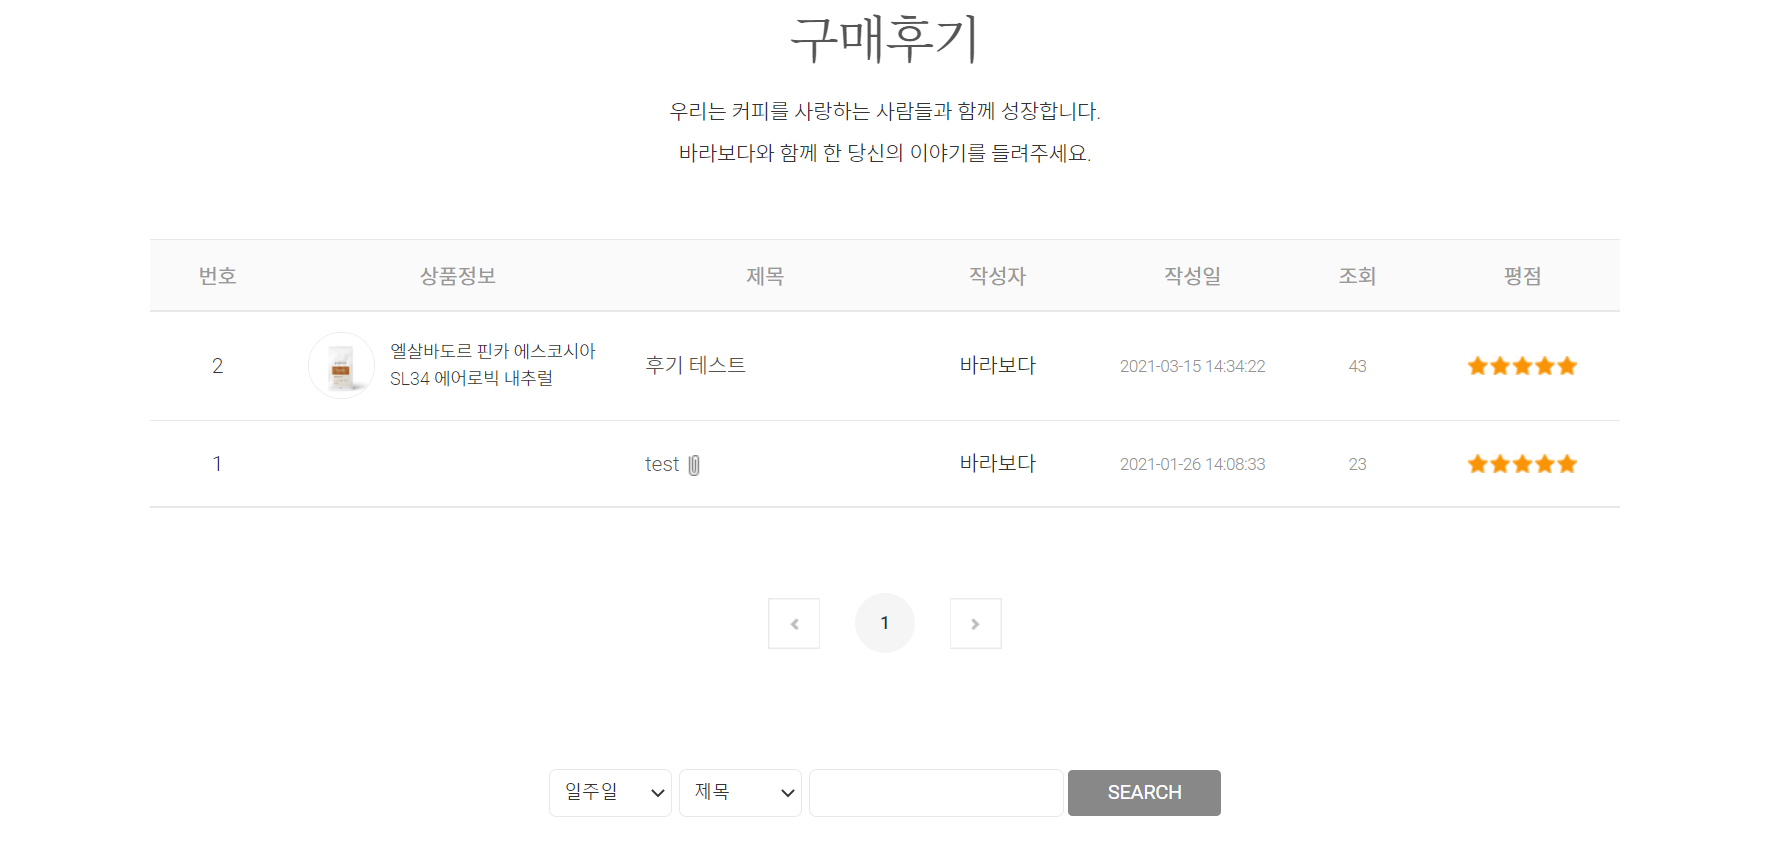 구매후기
우리는 커피를 사랑하는 사람들과 함께 성장합니다.
바라보다와 함께 한 당신의 이야기를 들려주세요.
번호 상품정보 제목 작성자 작성일 조회 평점
2 엘살바도르 핀카 에스코시아 SL34 에어로빅 내추럴 후기 테스트 바라보다 2021-03-15 14:34:22 43
1 test 바라보다 2021-01-26 14:08:33 23
1
일주일 제목 SEARCH